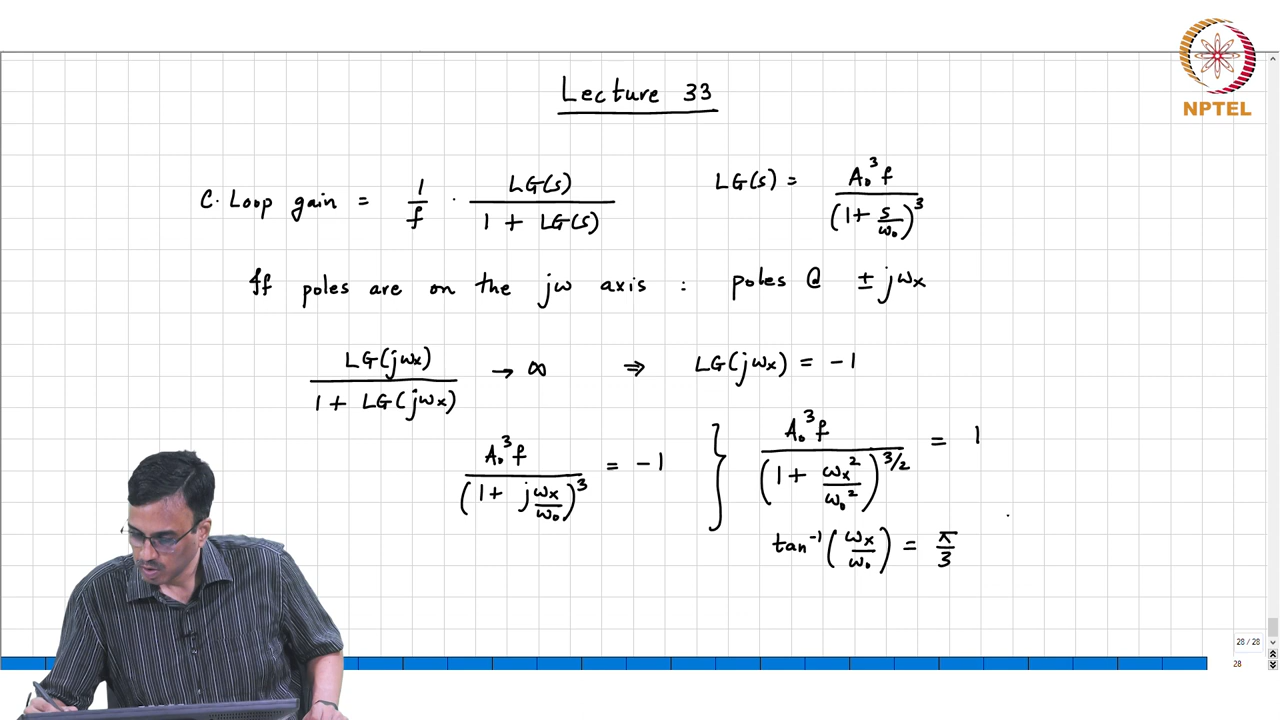 NPTEL
Lecture 33
C. Loop gain = 1/f · LG(s)/(1 + LG(s))    LG(s) = A₀³f/(1 + s/ω₀)³
If poles are on the jω axis : poles @ ± jωₓ
LG(jωₓ)/(1 + LG(jωₓ)) → ∞ ⇒ LG(jωₓ) = -1
A₀³f/(1 + jωₓ/ω₀)³ = -1 } A₀³f/(1 + ωₓ²/ω₀²)^(3/2) = 1
tan⁻¹(ωₓ/ω₀) = π/3
28 / 28
28